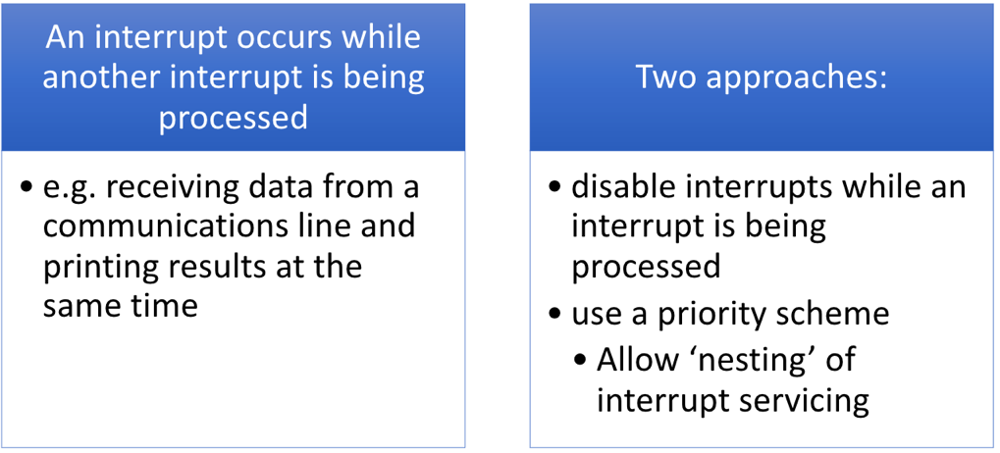 An interrupt occurs while
another interrupt is being
processed
• e.g. receiving data from a
communications line and
printing results at the
same time
Two approaches:
• disable interrupts while an
interrupt is being
processed
• use a priority scheme
• Allow ‘nesting’ of
interrupt servicing